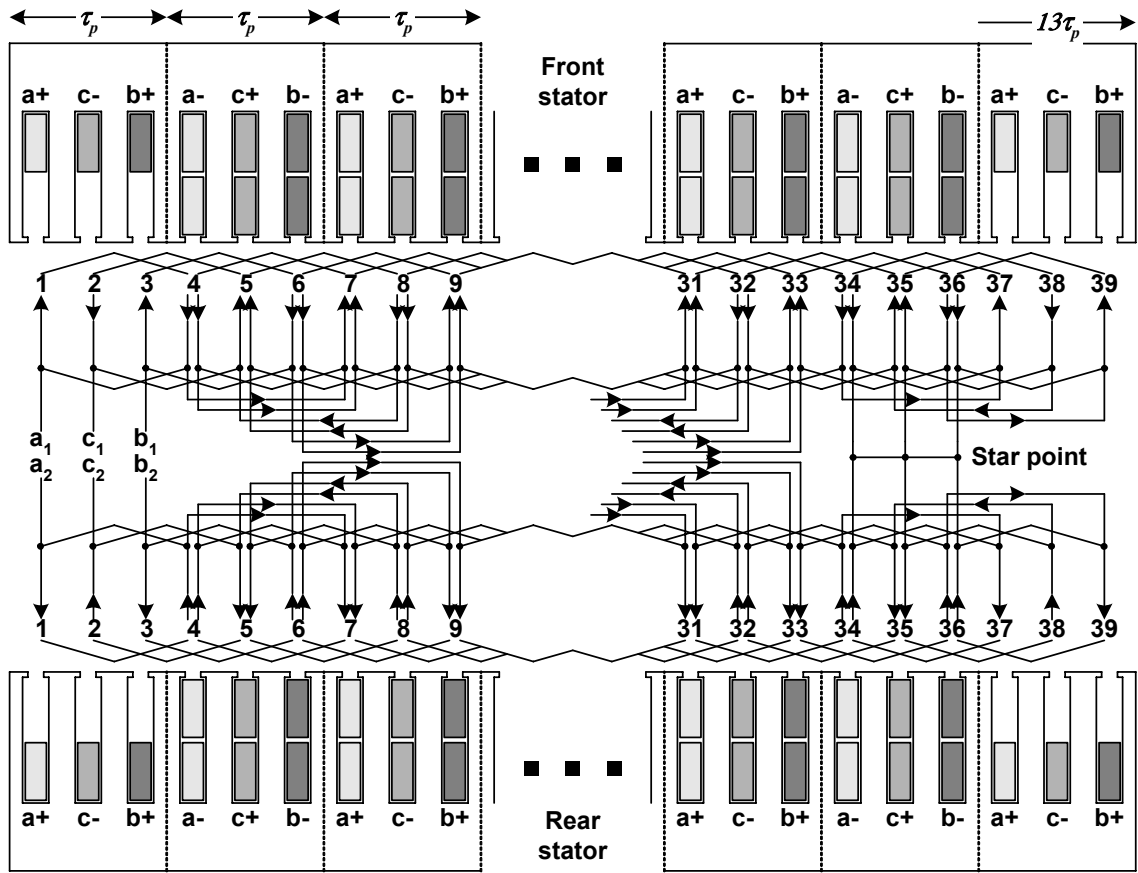 τp τp τp 13τp
Front
stator
a+ c- b+ a- c+ b- a+ c- b+ a+ c- b+ a- c+ b- a+ c- b+
1 2 3 4 5 6 7 8 9 31 32 33 34 35 36 37 38 39
a1 c1 b1
a2 c2 b2
Star point
1 2 3 4 5 6 7 8 9 31 32 33 34 35 36 37 38 39
a+ c- b+ a- c+ b- a+ c- b+ a+ c- b+ a- c+ b- a+ c- b+
Rear
stator